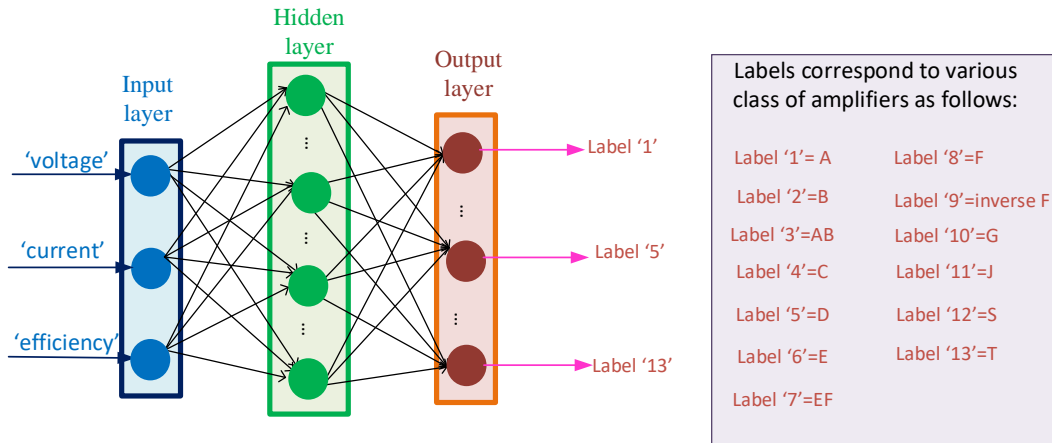 Input
layer
Hidden
layer
Output
layer
‘voltage’
‘current’
‘efficiency’
...
...
...
...
...
Label ‘1’
Label ‘5’
Label ‘13’
Labels correspond to various
class of amplifiers as follows:
Label ‘1’= A
Label ‘2’=B
Label ‘3’=AB
Label ‘4’=C
Label ‘5’=D
Label ‘6’=E
Label ‘7’=EF
Label ‘8’=F
Label ‘9’=inverse F
Label ‘10’=G
Label ‘11’=J
Label ‘12’=S
Label ‘13’=T